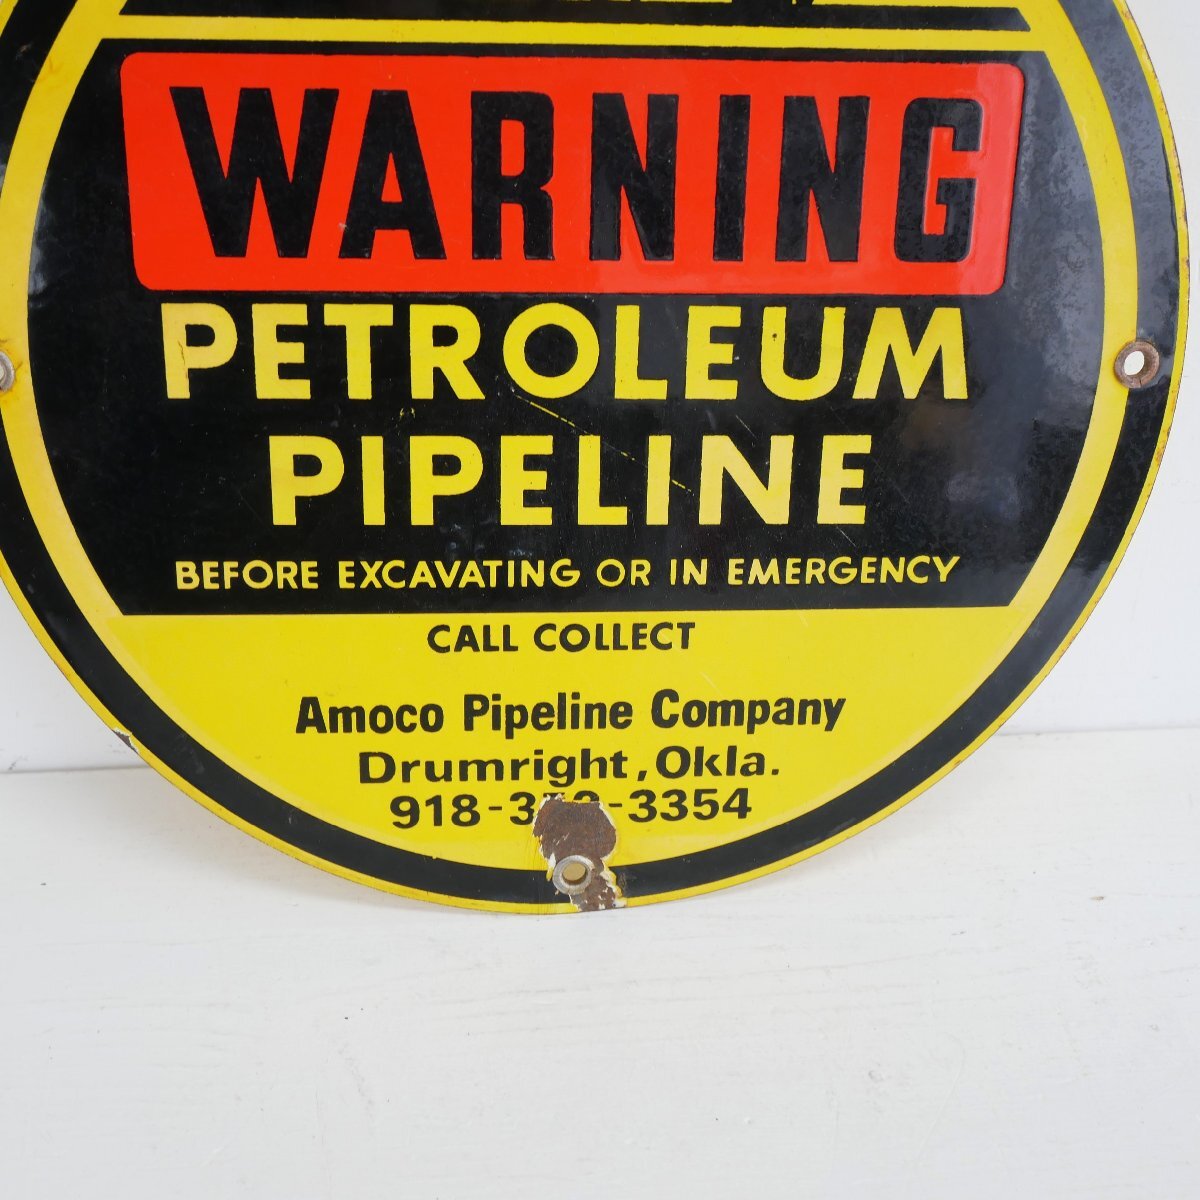 WARNING
PETROLEUM
PIPELINE
BEFORE EXCAVATING OR IN EMERGENCY
CALL COLLECT
Amoco Pipeline Company
Drumright, Okla.